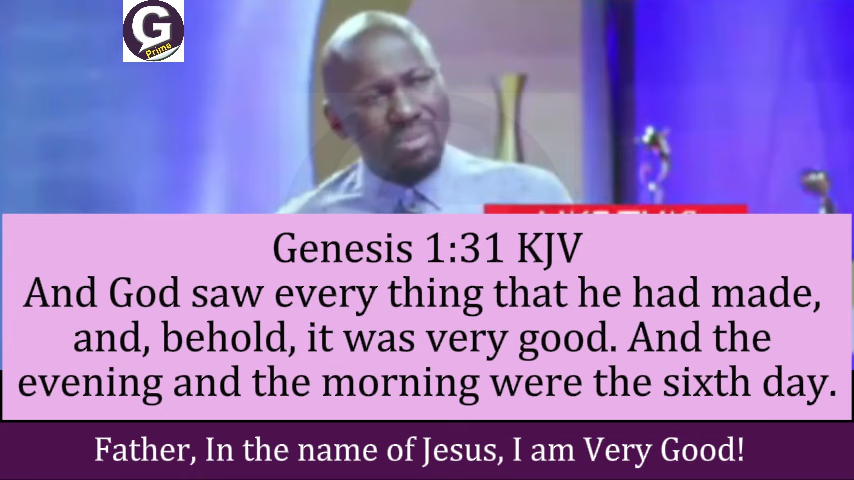 G
Prime
Genesis 1:31 KJV
And God saw every thing that he had made,
and, behold, it was very good. And the
evening and the morning were the sixth day.
Father, In the name of Jesus, I am Very Good!